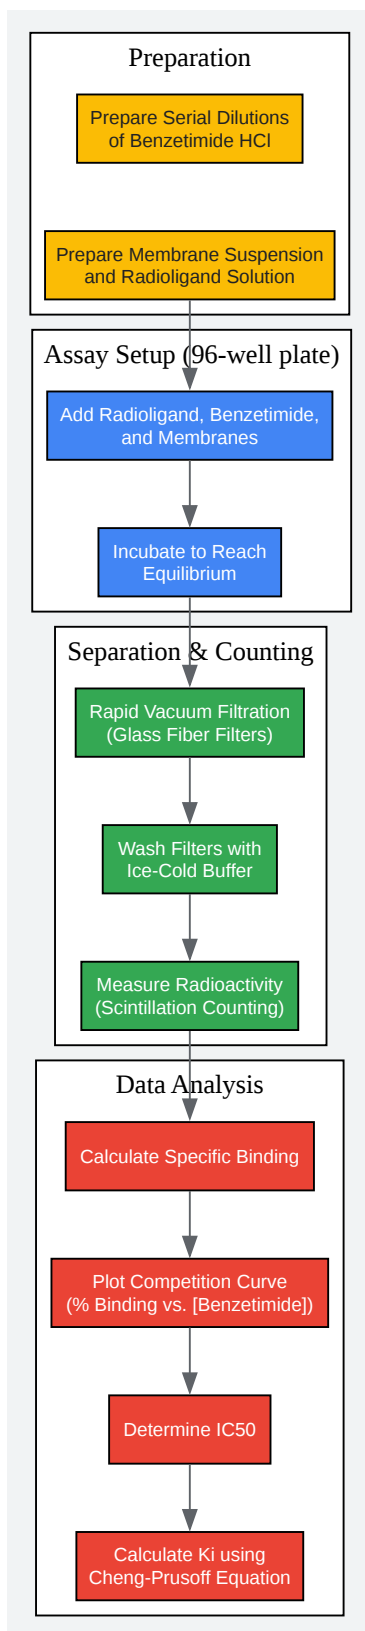 Preparation
Prepare Serial Dilutions
of Benzetimide HCl
Prepare Membrane Suspension
and Radioligand Solution
Assay Setup (96-well plate)
Add Radioligand, Benzetimide,
and Membranes
Incubate to Reach
Equilibrium
Separation & Counting
Rapid Vacuum Filtration
(Glass Fiber Filters)
Wash Filters with
Ice-Cold Buffer
Measure Radioactivity
(Scintillation Counting)
Data Analysis
Calculate Specific Binding
Plot Competition Curve
(% Binding vs. [Benzetimide])
Determine IC50
Calculate Ki using
Cheng-Prusoff Equation